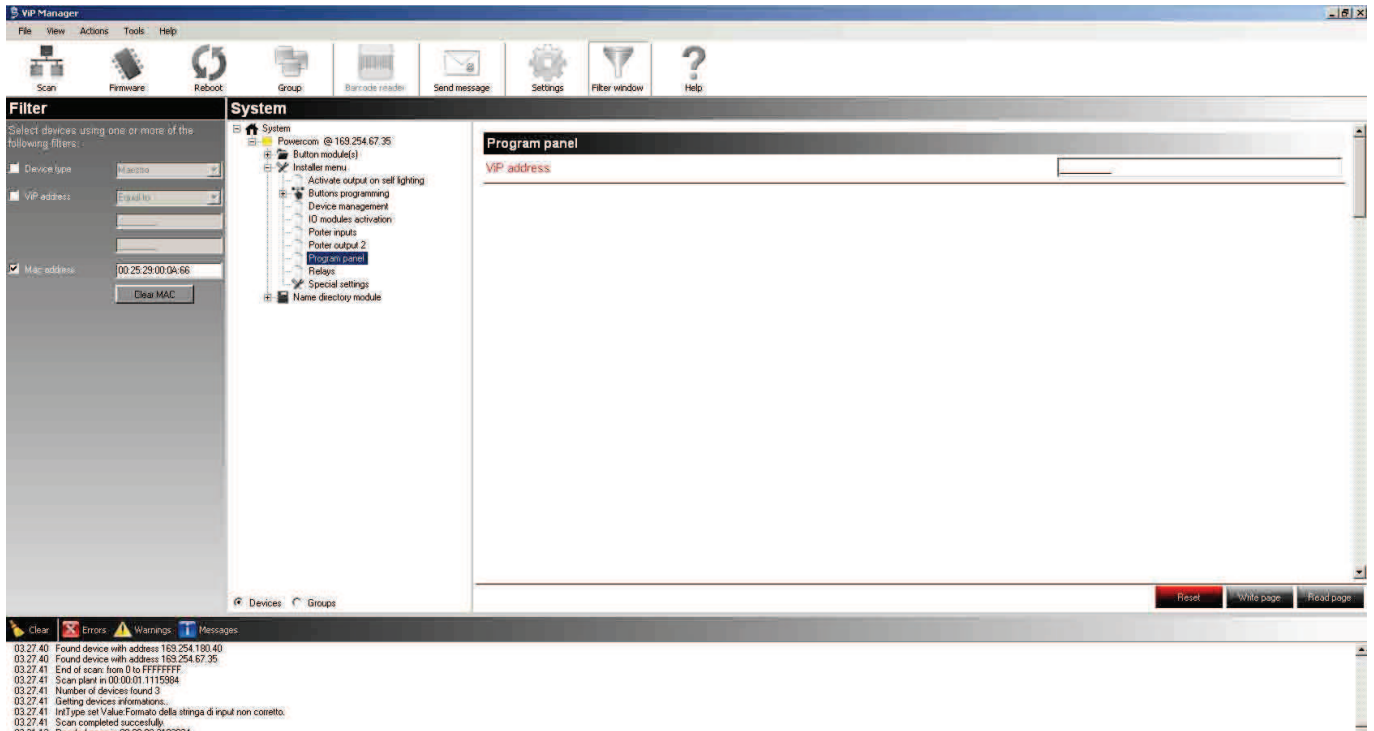 ViP Manager
File View Actions Tools Help
Scan Firmware Reboot Group Barcode reader Send message Settings Filter window Help
Filter
Select devices using one or more of the
following filters:
Device type Maestro
ViP address Equal to
Mac address 00:25:29:00:0A:66
Clear MAC
System
System
Powercom @ 169.254.67.35
Button module(s)
Installer menu
Activate output on self lighting
Buttons programming
Device management
IO modules activation
Porter inputs
Porter output 2
Program panel
Relays
Special settings
Name directory module
Devices Groups
Program panel
ViP address
Reset Write page Read page
Clear Errors Warnings Messages
03.27.40 Found device with address 169.254.180.40
03.27.40 Found device with address 169.254.67.35
03.27.41 End of scan: from 0 to FFFFFFFF.
03.27.41 Scan plant in 00:00:01.1115984
03.27.41 Number of devices found 3
03.27.41 Getting devices informations..
03.27.41 IntType set Value:Formato della stringa di input non corretto.
03.27.41 Scan completed succesfully.